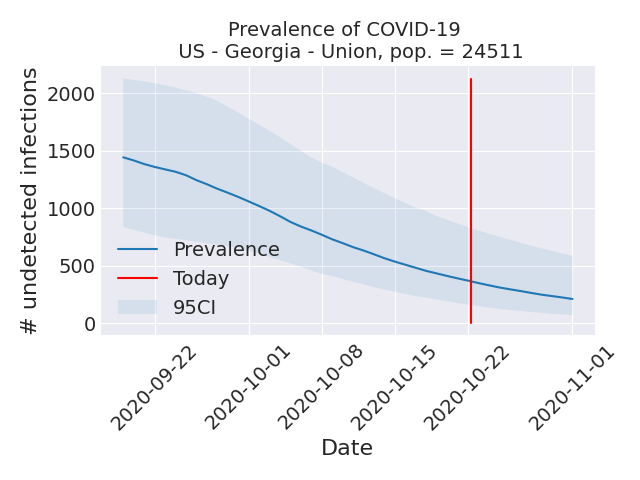 Prevalence of COVID-19
US - Georgia - Union, pop. = 24511
# undetected infections
2000
1500
1000
500
0
Prevalence
Today
95CI
2020-09-22
2020-10-01
2020-10-08
2020-10-15
2020-10-22
2020-11-01
Date